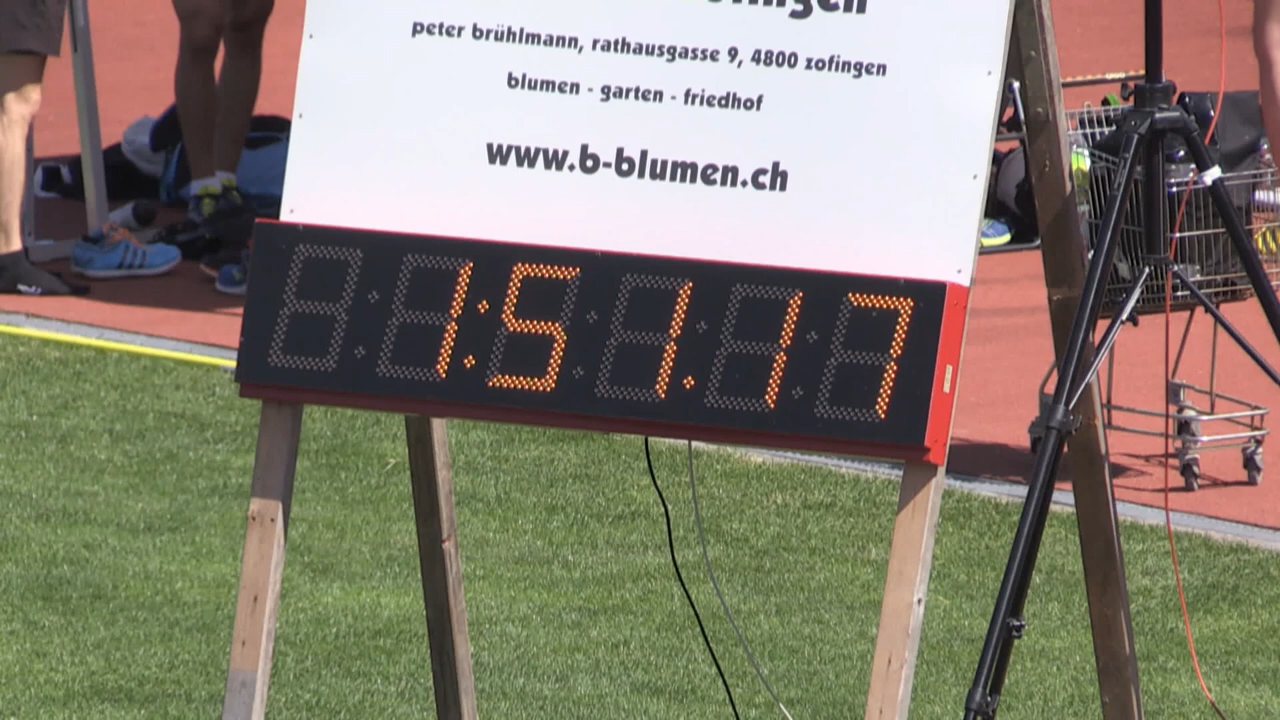 peter brühlmann, rathausgasse 9, 4800 zofingen
blumen - garten - friedhof
www.b-blumen.ch
1:51.17